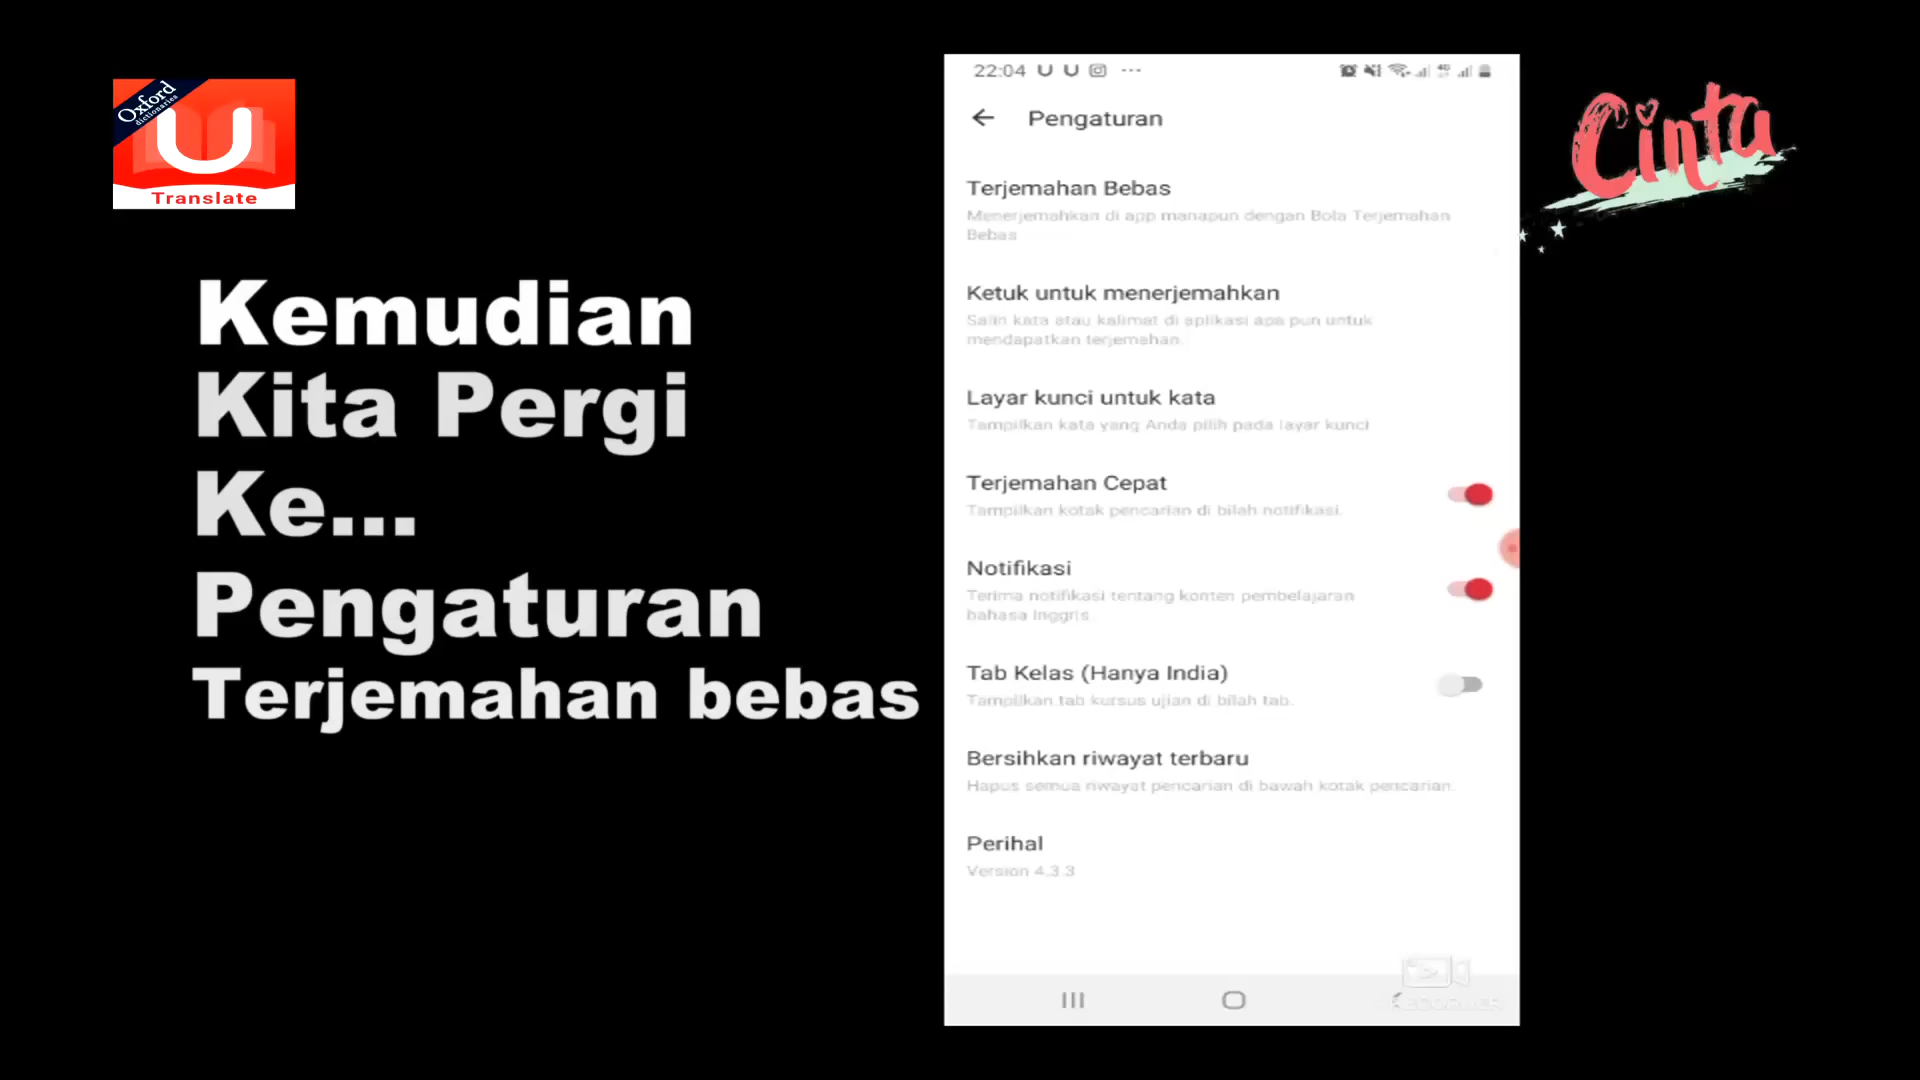 Oxford
dictionaries
U
Translate
Kemudian
Kita Pergi
Ke...
Pengaturan
Terjemahan bebas
22:04
Pengaturan
Terjemahan Bebas
Menerjemahkan di app manapun dengan Bola Terjemahan
Bebas
Ketuk untuk menerjemahkan
Salin kata atau kalimat di aplikasi apa pun untuk
mendapatkan terjemahan.
Layar kunci untuk kata
Tampilkan kata yang Anda pilih pada layar kunci
Terjemahan Cepat
Tampilkan kotak pencarian di bilah notifikasi.
Notifikasi
Terima notifikasi tentang konten pembelajaran
bahasa Inggris
Tab Kelas (Hanya India)
Tampilkan tab kursus ujian di bilah tab.
Bersihkan riwayat terbaru
Hapus semua riwayat pencarian di bawah kotak pencarian.
Perihal
Version 4.3.3
RECORDER
Cinta